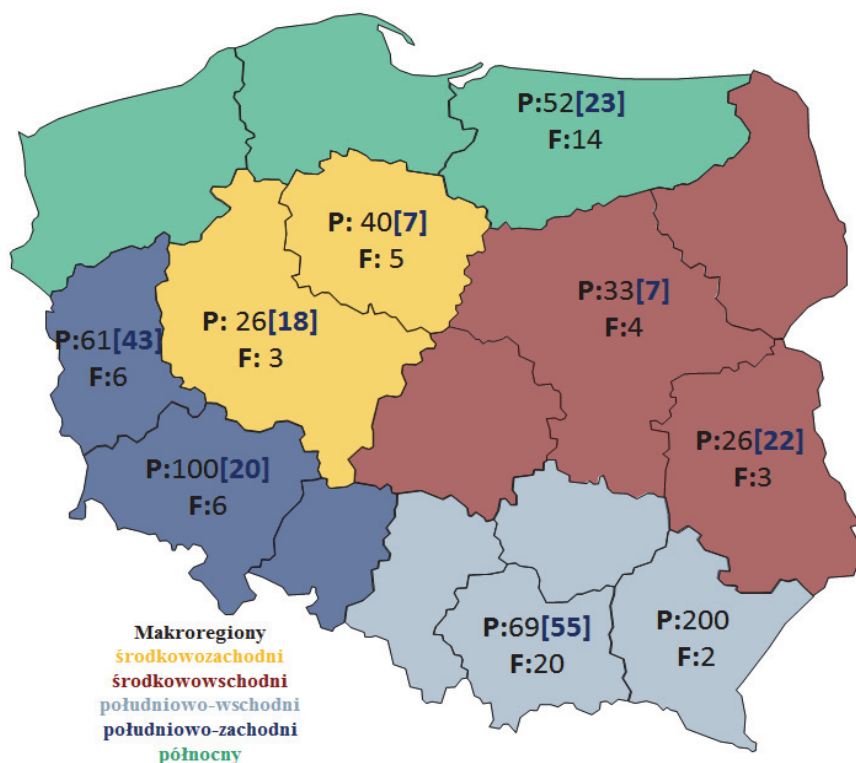 P:52[23]
F:14
P: 40[7]
F: 5
P:33[7]
F:4
P: 26[18]
F: 3
P:61[43]
F:6
P:26[22]
F:3
P:100[20]
F:6
P:69[55]
F:20
P:200
F:2
Makroregiony
środkowozachodni
środkowowschodni
południowo-wschodni
południowo-zachodni
północny